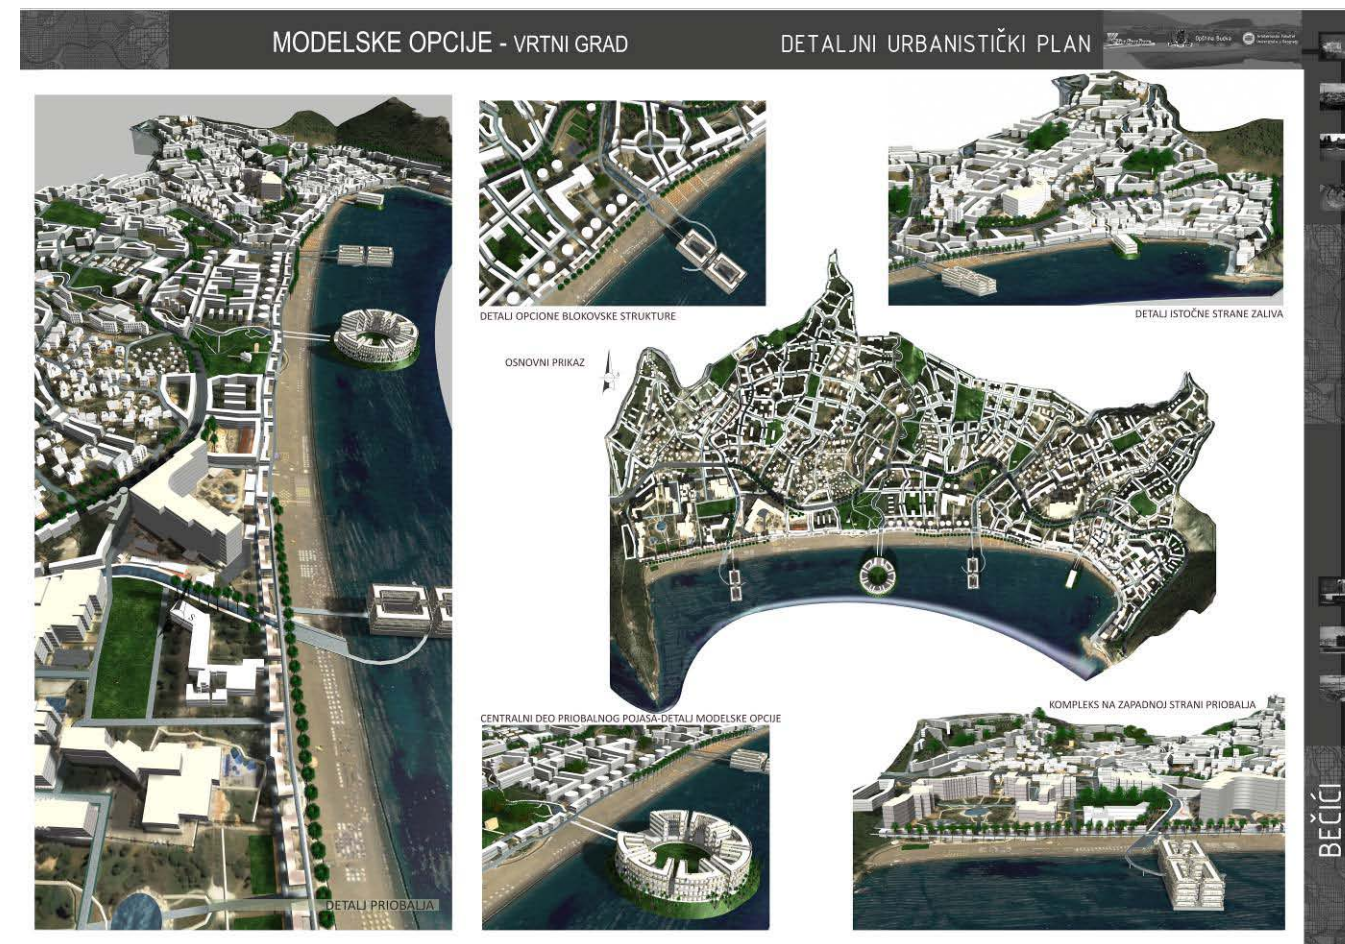 MODELSKE OPCIJE - VRTNI GRAD
DETALJNI URBANISTIČKI PLAN
Opština Budva
DETALJ OPCIONE BLOKOVSKE STRUKTURE
DETALJ ISTOČNE STRANE ZALIVA
OSNOVNI PRIKAZ
CENTRALNI DEO PRIOBALNOG POJASA-DETALJ MODELSKE OPCIJE
KOMPLEKS NA ZAPADNOJ STRANI PRIOBALJA
DETALJ PRIOBALJA
BEČIĆI